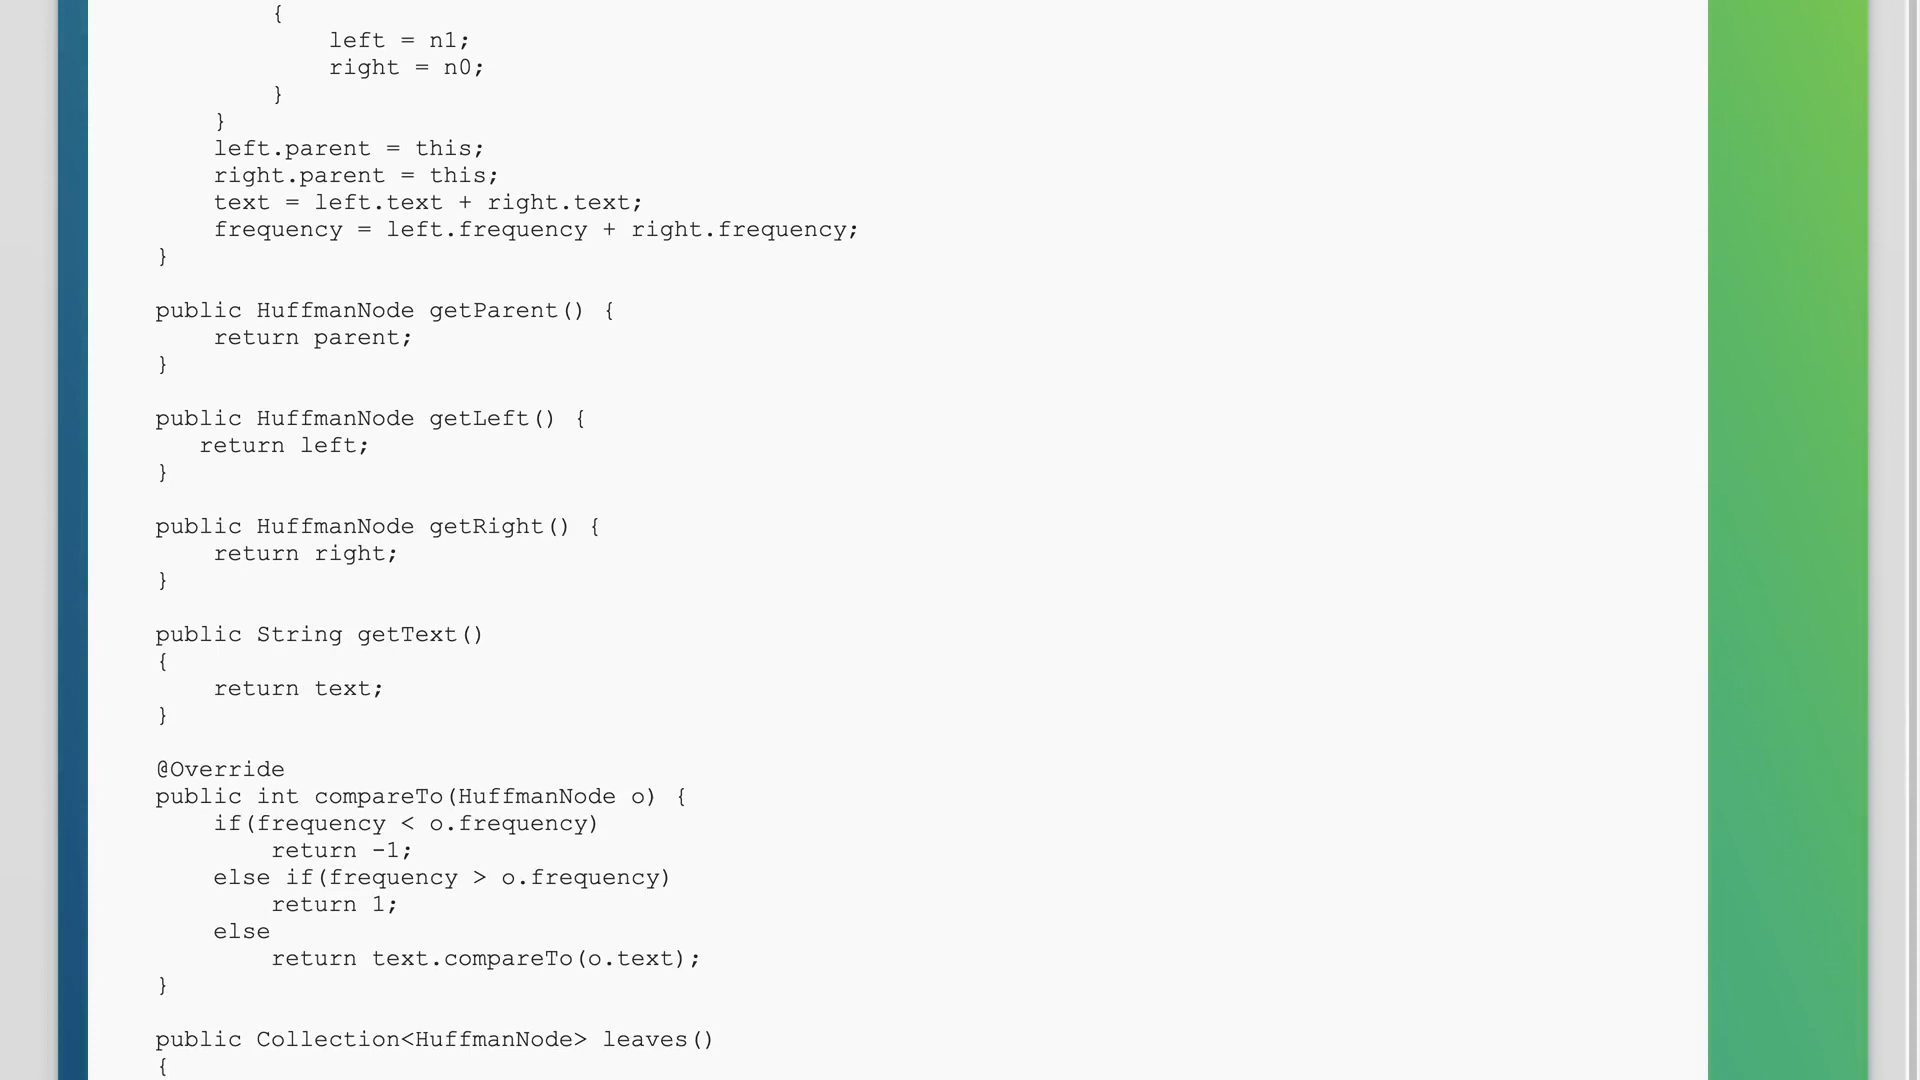 {
left = n1;
right = n0;
}
}
left.parent = this;
right.parent = this;
text = left.text + right.text;
frequency = left.frequency + right.frequency;
}
public HuffmanNode getParent() {
return parent;
}
public HuffmanNode getLeft() {
return left;
}
public HuffmanNode getRight() {
return right;
}
public String getText()
{
return text;
}
@Override
public int compareTo(HuffmanNode o) {
if(frequency < o.frequency)
return -1;
else if(frequency > o.frequency)
return 1;
else
return text.compareTo(o.text);
}
public Collection<HuffmanNode> leaves()
{